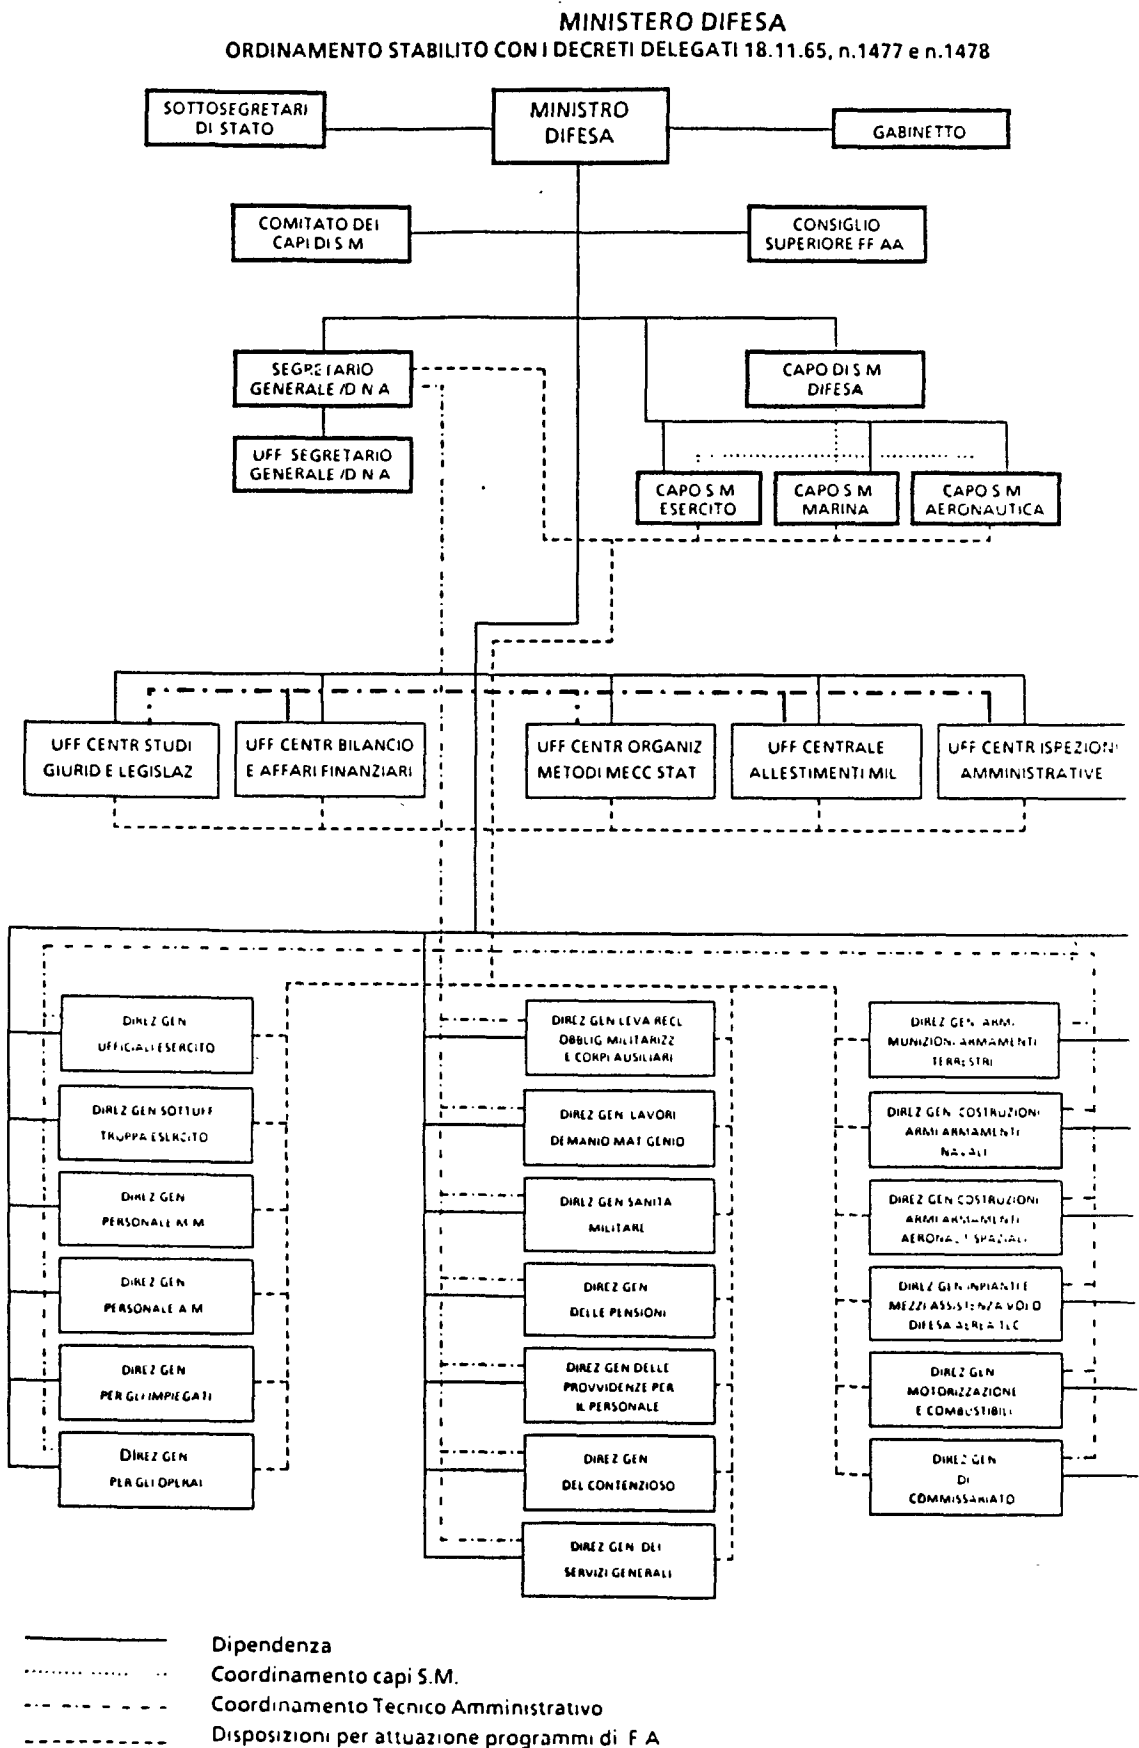 MINISTERO DIFESA
ORDINAMENTO STABILITO CON I DECRETI DELEGATI 18.11.65, n.1477 e n.1478
SOTTOSEGRETARI
DI STATO
MINISTRO
DIFESA
GABINETTO
COMITATO DEI
CAPI DI S M
CONSIGLIO
SUPERIORE FF AA
SEGRETARIO
GENERALE /D N A
CAPO DI S M
DIFESA
UFF SEGRETARIO
GENERALE /D N A
CAPO S M
ESERCITO
CAPO S M
MARINA
CAPO S M
AERONAUTICA
UFF CENTR STUDI
GIURID E LEGISLAZ
UFF CENTR BILANCIO
E AFFARI FINANZIARI
UFF CENTR ORGANIZ
METODI MECC STAT
UFF CENTRALE
ALLESTIMENTI MIL
UFF CENTR ISPEZIONI
AMMINISTRATIVE
DIREZ GEN
UFFICIALI ESERCITO
DIREZ GEN SOTTUFF
TRUPPA ESERCITO
DIREZ GEN
PERSONALE M M
DIREZ GEN
PERSONALE A M
DIREZ GEN
PER GLI IMPIEGATI
DIREZ GEN
PER GLI OPERAI
DIREZ GEN LEVA RECL
OBBLIG MILITARIZZ
E CORPI AUSILIARI
DIREZ GEN LAVORI
DEMANIO MAT GENIO
DIREZ GEN SANITA
MILITARE
DIREZ GEN
DELLE PENSIONI
DIREZ GEN DELLE
PROVVIDENZE PER
IL PERSONALE
DIREZ GEN
DEL CONTENZIOSO
DIREZ GEN DEI
SERVIZI GENERALI
DIREZ GEN ARMI
MUNIZIONI ARMAMENTI
TERRESTRI
DIREZ GEN COSTRUZIONI
ARMI ARMAMENTI
NAVALI
DIREZ GEN COSTRUZIONI
ARMI ARMAMENTI
AERONAUT SPAZIALI
DIREZ GEN INPIANTI E
MEZZI ASSISTENZA VOLO
DIFESA AEREA TLC
DIREZ GEN
MOTORIZZAZIONE
E COMBUSTIBILI
DIREZ GEN
DI
COMMISSARIATO
Dipendenza
Coordinamento capi S.M.
Coordinamento Tecnico Amministrativo
Disposizioni per attuazione programmi di F A